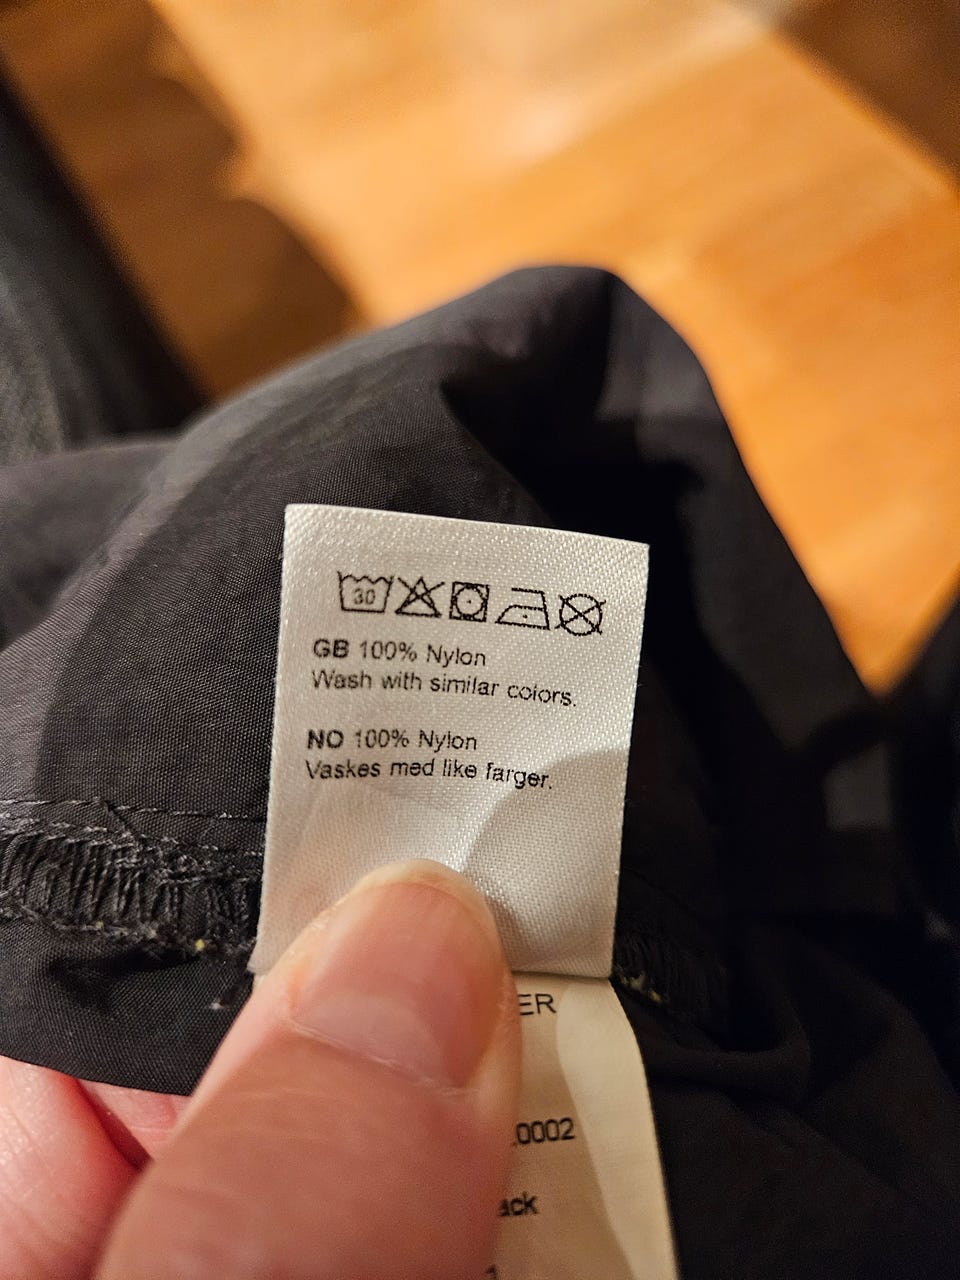 30
GB 100% Nylon
Wash with similar colors.
NO 100% Nylon
Vaskes med like farger.
ER
0002
ack